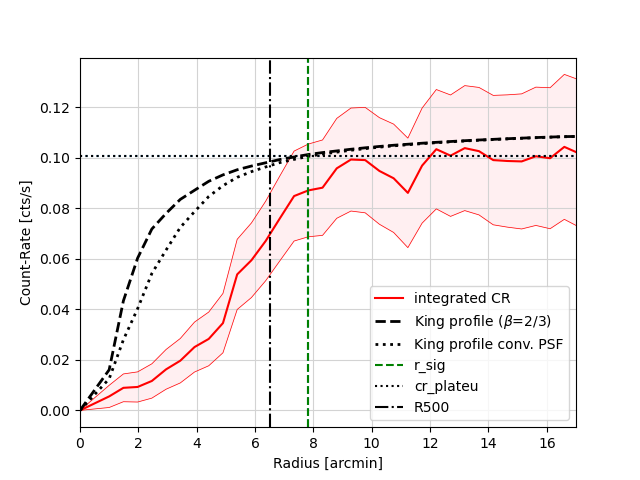 0.12
0.10
0.08
0.06
0.04
0.02
0.00
Count-Rate [cts/s]
integrated CR
King profile (β=2/3)
King profile conv. PSF
r_sig
cr_plateu
R500
0 2 4 6 8 10 12 14 16
Radius [arcmin]